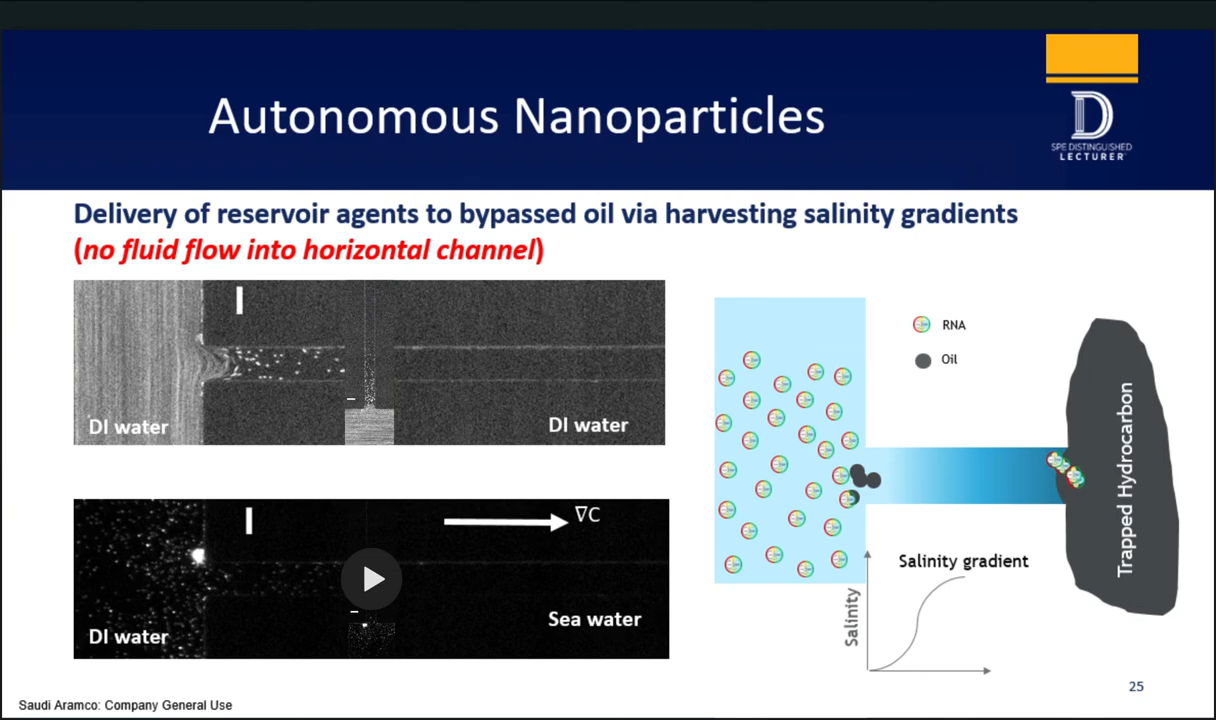 Autonomous Nanoparticles
D
SPE DISTINGUISHED
LECTURER
Delivery of reservoir agents to bypassed oil via harvesting salinity gradients
(no fluid flow into horizontal channel)
DI water
DI water
∇C
DI water
Sea water
RNA
Oil
Trapped Hydrocarbon
Salinity gradient
Salinity
25
Saudi Aramco: Company General Use